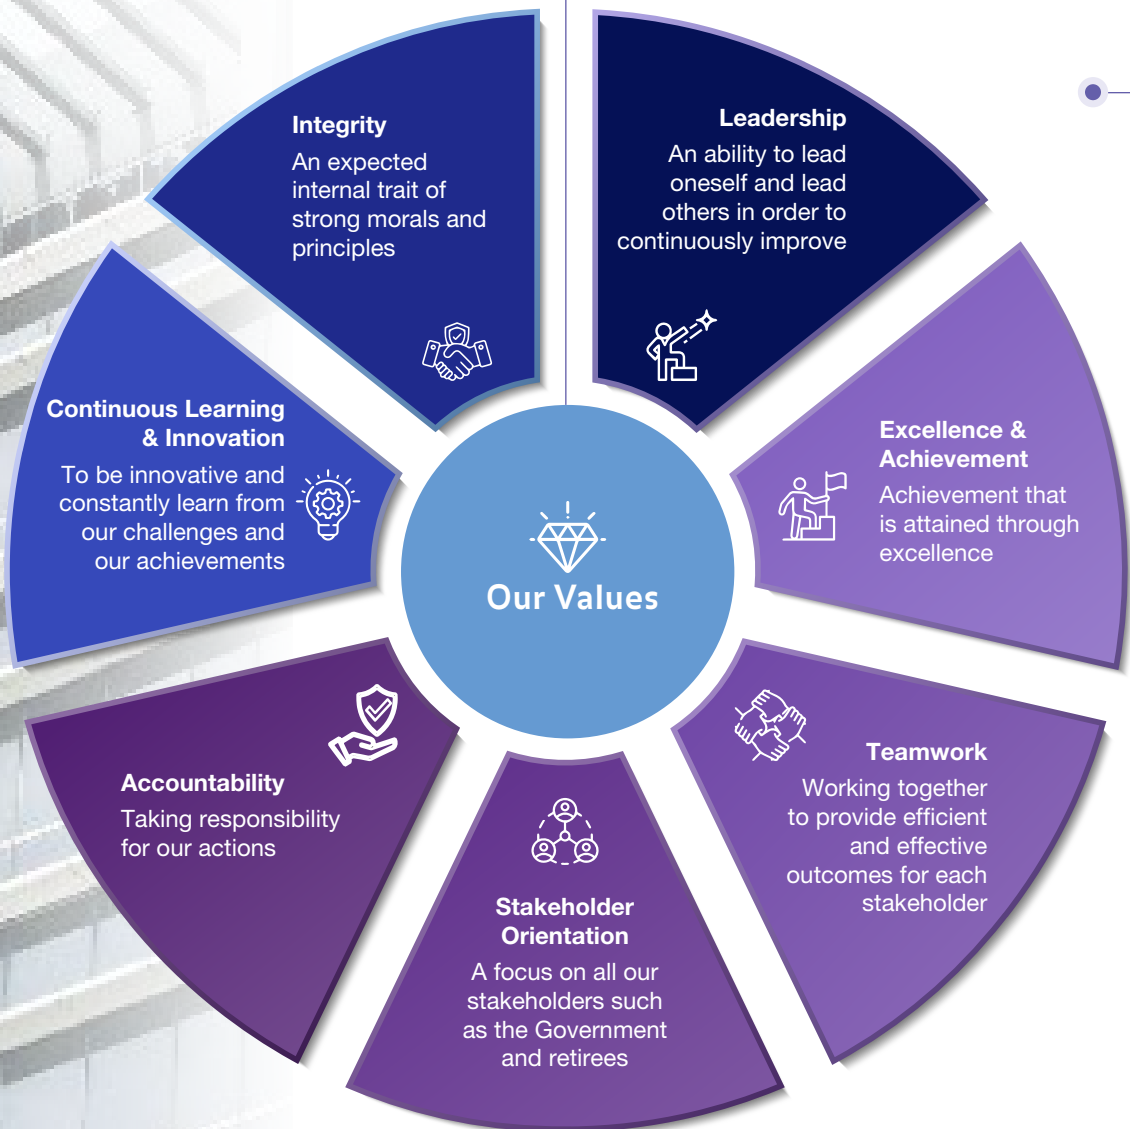 Our Values
Leadership
An ability to lead
oneself and lead
others in order to
continuously improve
Excellence &
Achievement
Achievement that
is attained through
excellence
Teamwork
Working together
to provide efficient
and effective
outcomes for each
stakeholder
Stakeholder
Orientation
A focus on all our
stakeholders such
as the Government
and retirees
Accountability
Taking responsibility
for our actions
Continuous Learning
& Innovation
To be innovative and
constantly learn from
our challenges and
our achievements
Integrity
An expected
internal trait of
strong morals and
principles